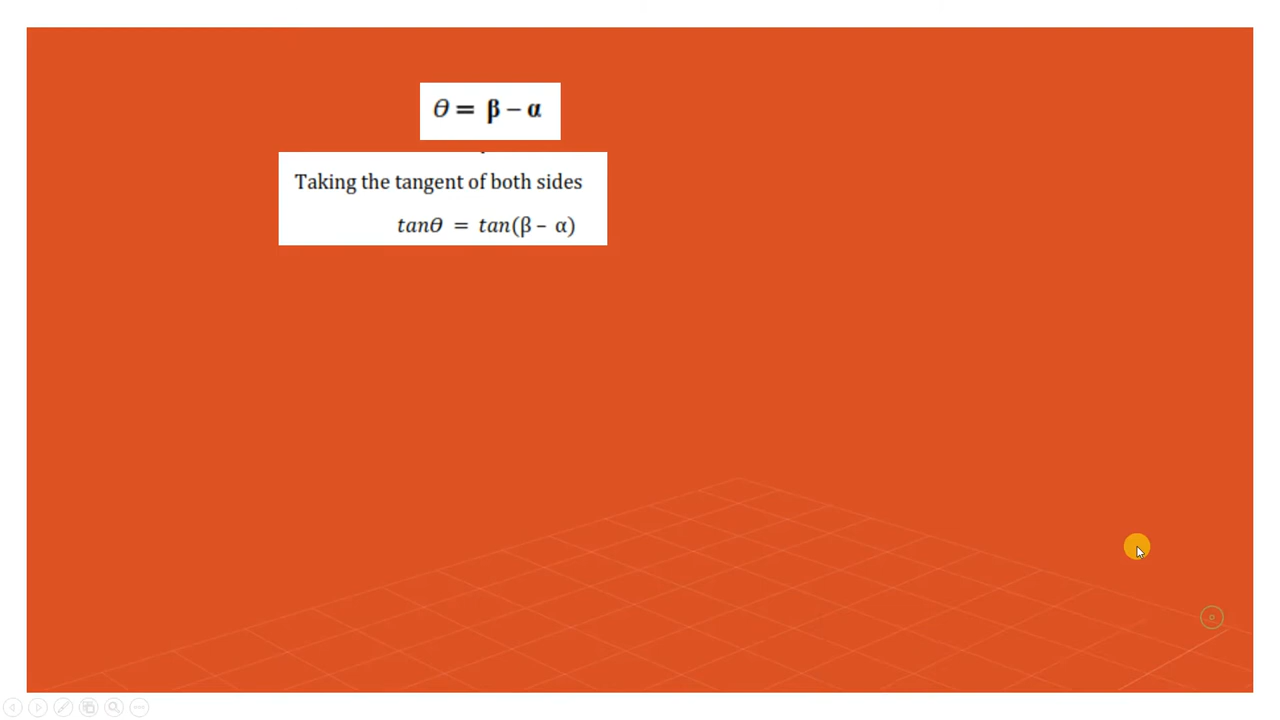 θ = β – α
Taking the tangent of both sides
tanθ = tan(β – α)